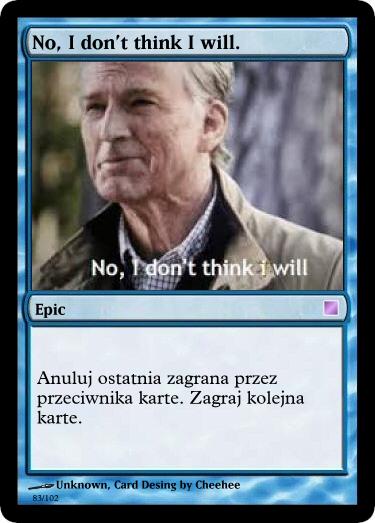 No, I don't think I will.
No, I don't think i will
Epic
Anuluj ostatnia zagrana przez
przeciwnika karte. Zagraj kolejna
karte.
Unknown, Card Desing by Cheehee
83/102